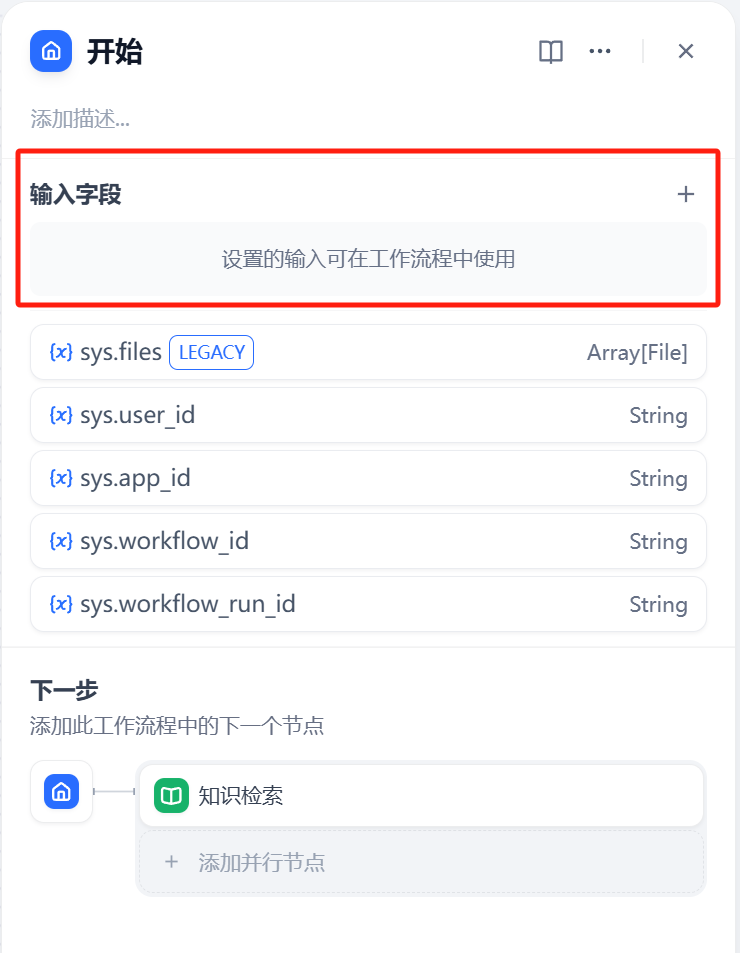 开始
添加描述...
输入字段
设置的输入可在工作流程中使用
{x} sys.files LEGACY Array[File]
{x} sys.user_id String
{x} sys.app_id String
{x} sys.workflow_id String
{x} sys.workflow_run_id String
下一步
添加此工作流程中的下一个节点
知识检索
+ 添加并行节点